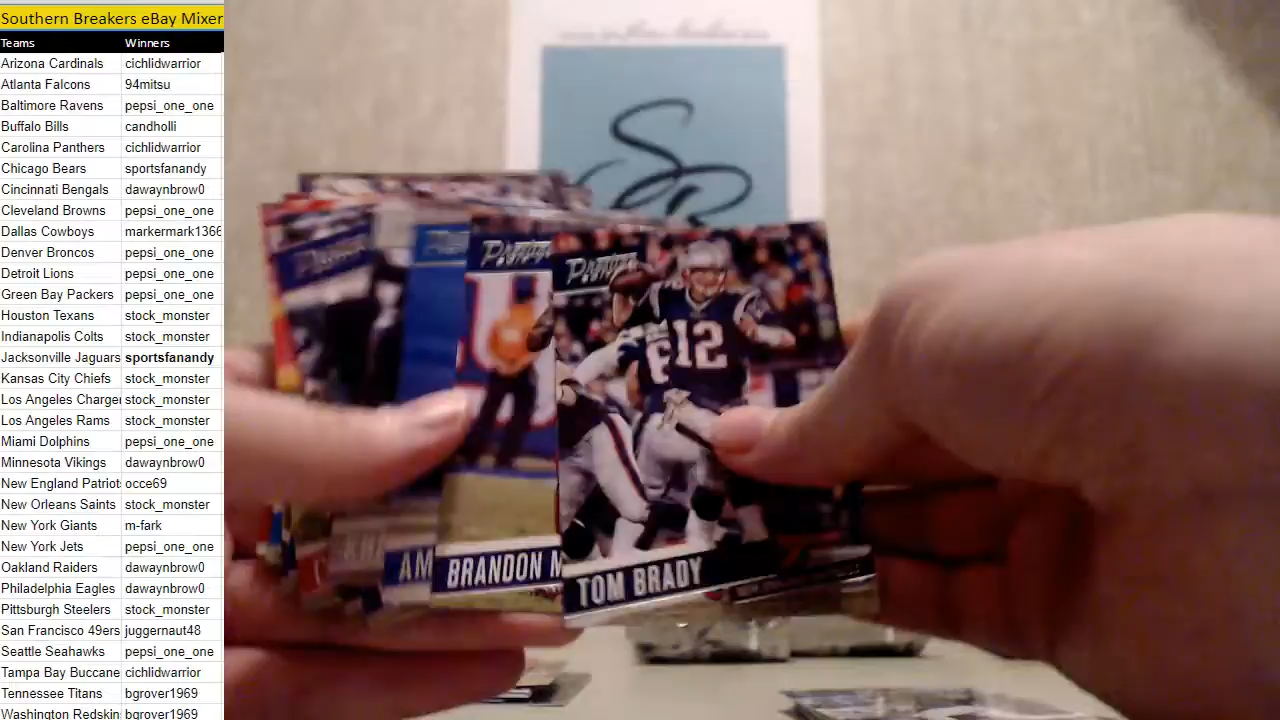 Southern Breakers eBay Mixer
Teams Winners
Arizona Cardinals cichlidwarrior
Atlanta Falcons 94mitsu
Baltimore Ravens pepsi_one_one
Buffalo Bills candholli
Carolina Panthers cichlidwarrior
Chicago Bears sportsfanandy
Cincinnati Bengals dawaynbrow0
Cleveland Browns pepsi_one_one
Dallas Cowboys markermark1366
Denver Broncos pepsi_one_one
Detroit Lions pepsi_one_one
Green Bay Packers pepsi_one_one
Houston Texans stock_monster
Indianapolis Colts stock_monster
Jacksonville Jaguars sportsfanandy
Kansas City Chiefs stock_monster
Los Angeles Charger stock_monster
Los Angeles Rams stock_monster
Miami Dolphins pepsi_one_one
Minnesota Vikings dawaynbrow0
New England Patriot occe69
New Orleans Saints stock_monster
New York Giants m-fark
New York Jets pepsi_one_one
Oakland Raiders dawaynbrow0
Philadelphia Eagles dawaynbrow0
Pittsburgh Steelers stock_monster
San Francisco 49ers juggernaut48
Seattle Seahawks pepsi_one_one
Tampa Bay Buccane cichlidwarrior
Tennessee Titans bgrover1969
Washington Redskin bgrover1969
SB
Prestige
Prestige
12
AM
BRANDON M
TOM BRADY